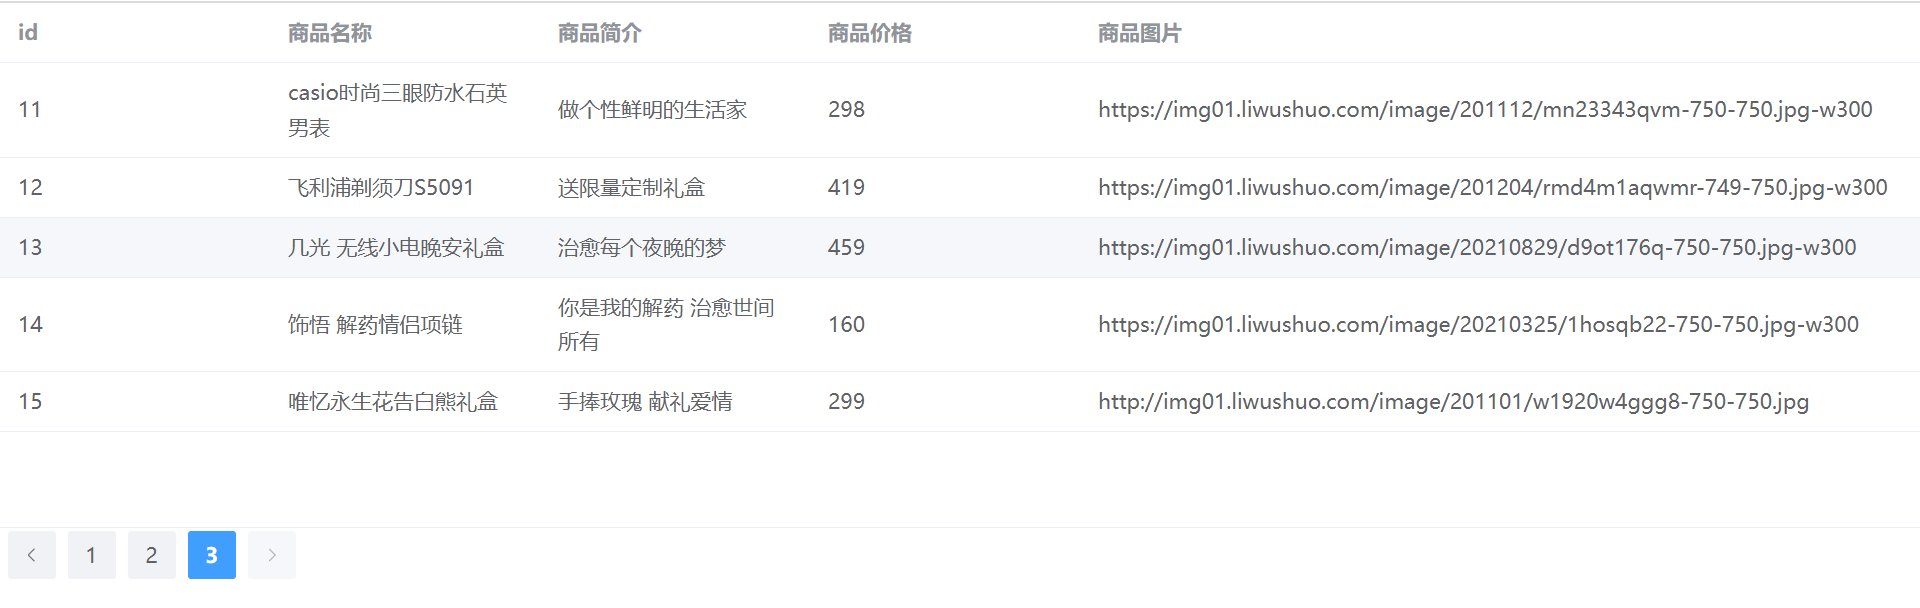 id 商品名称 商品简介 商品价格 商品图片
11 casio时尚三眼防水石英 做个性鲜明的生活家 298 https://img01.liwushuo.com/image/201112/mn23343qvm-750-750.jpg-w300
男表
12 飞利浦剃须刀S5091 送限量定制礼盒 419 https://img01.liwushuo.com/image/201204/rmd4m1aqwmr-749-750.jpg-w300
13 几光 无线小电晚安礼盒 治愈每个夜晚的梦 459 https://img01.liwushuo.com/image/20210829/d9ot176q-750-750.jpg-w300
14 饰悟 解药情侣项链 你是我的解药 治愈世间 160 https://img01.liwushuo.com/image/20210325/1hosqb22-750-750.jpg-w300
所有
15 唯忆永生花告白熊礼盒 手捧玫瑰 献礼爱情 299 http://img01.liwushuo.com/image/201101/w1920w4ggg8-750-750.jpg
1 2 3